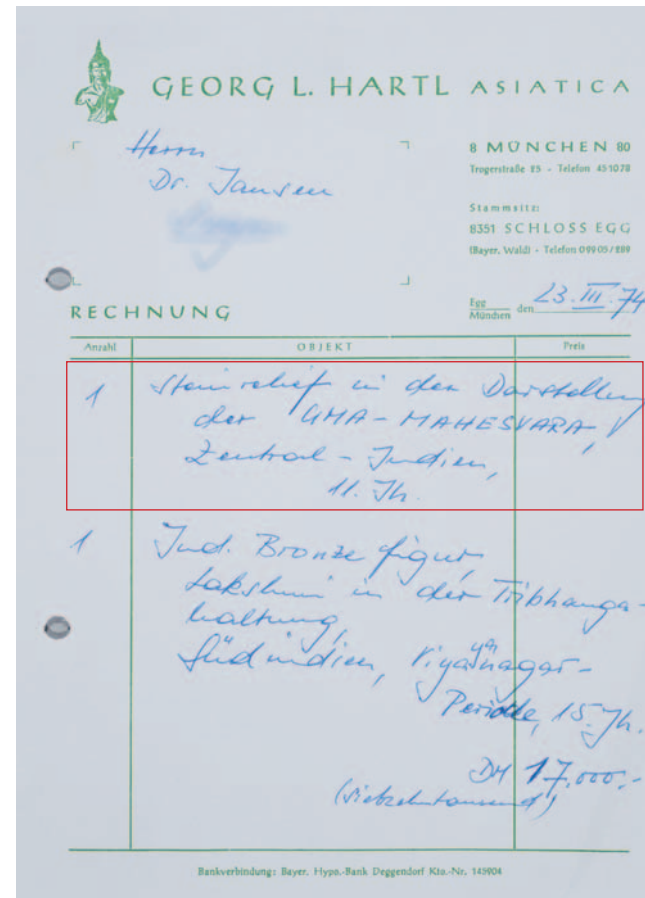 GEORG L. HARTL ASIATICA
Herrn
Dr. Jansen
8 MÜNCHEN 80
Trogerstraße 25 - Telefon 451078
Stammsitz:
8351 SCHLOSS EGG
(Bayer. Wald) - Telefon 09905/289
RECHNUNG
Egg
München den 23. III. 74
Anzahl OBJEKT Preis
1 Steinrelief in der Darstellung
der UMA-MAHESVARA,
Zentral-Indien,
11. Jh.
1 Ind. Bronzefigur,
Lakshmi in der Tribhanga-
haltung,
Südindien, Vijayanagar-
Periode, 15. Jh.
DM 17.000.-
(siebzehntausend)
Bankverbindung: Bayer. Hypo.-Bank Deggendorf Kto.-Nr. 145904